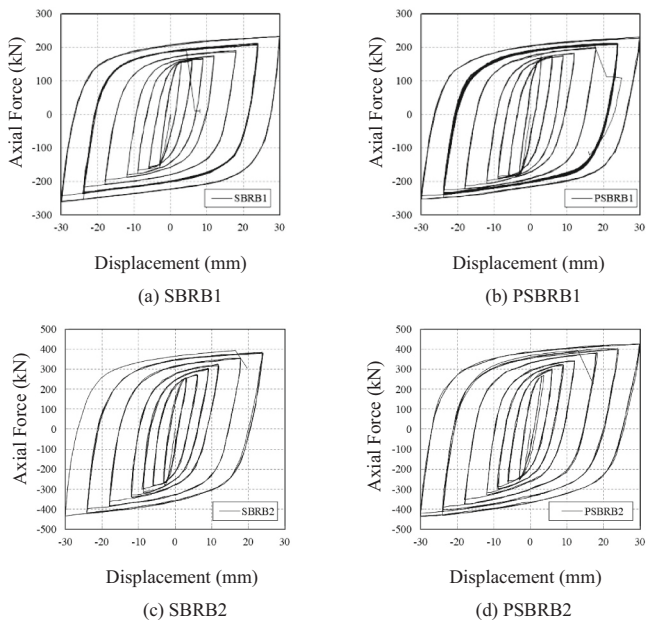 300
200
100
0
-100
-200
-300
Axial Force (kN)
SBRB1
-30 -20 -10 0 10 20 30
Displacement (mm)
(a) SBRB1
300
200
100
0
-100
-200
-300
Axial Force (kN)
PSBRB1
-30 -20 -10 0 10 20 30
Displacement (mm)
(b) PSBRB1
500
400
300
200
100
0
-100
-200
-300
-400
-500
Axial Force (kN)
SBRB2
-30 -20 -10 0 10 20 30
Displacement (mm)
(c) SBRB2
500
400
300
200
100
0
-100
-200
-300
-400
-500
Axial Force (kN)
PSBRB2
-30 -20 -10 0 10 20 30
Displacement (mm)
(d) PSBRB2